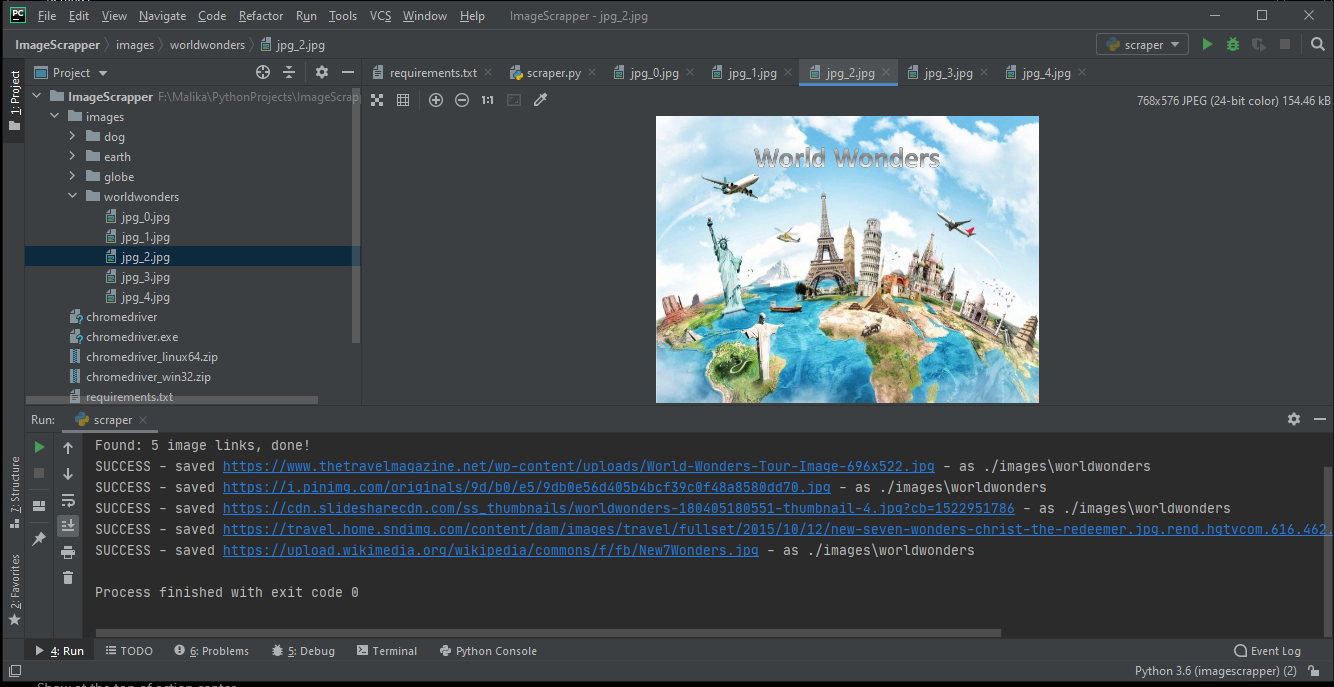 PC File Edit View Navigate Code Refactor Run Tools VCS Window Help ImageScrapper - jpg_2.jpg
ImageScrapper images worldwonders jpg_2.jpg scraper
1: Project
Project
requirements.txt scraper.py jpg_0.jpg jpg_1.jpg jpg_2.jpg jpg_3.jpg jpg_4.jpg
1:1 768x576 JPEG (24-bit color) 154.46 kB
ImageScrapper F:\Malika\PythonProjects\ImageScrap
images
dog
earth
globe
worldwonders
jpg_0.jpg
jpg_1.jpg
jpg_2.jpg
jpg_3.jpg
jpg_4.jpg
chromedriver
chromedriver.exe
chromedriver_linux64.zip
chromedriver_win32.zip
requirements.txt
World Wonders
Run: scraper
7: Structure
2: Favorites
Found: 5 image links, done!
SUCCESS - saved https://www.thetravelmagazine.net/wp-content/uploads/World-Wonders-Tour-Image-696x522.jpg - as ./images\worldwonders
SUCCESS - saved https://i.pinimg.com/originals/9d/b0/e5/9db0e56d405b4bcf39c0f48a8580dd70.jpg - as ./images\worldwonders
SUCCESS - saved https://cdn.slidesharecdn.com/ss_thumbnails/worldwonders-180405180551-thumbnail-4.jpg?cb=1522951786 - as ./images\worldwonders
SUCCESS - saved https://travel.home.sndimg.com/content/dam/images/travel/fullset/2015/10/12/new-seven-wonders-christ-the-redeemer.jpg.rend.hgtvcom.616.462.
SUCCESS - saved https://upload.wikimedia.org/wikipedia/commons/f/fb/New7Wonders.jpg - as ./images\worldwonders
Process finished with exit code 0
4: Run TODO 6: Problems 5: Debug Terminal Python Console Event Log
Python 3.6 (imagescrapper) (2)